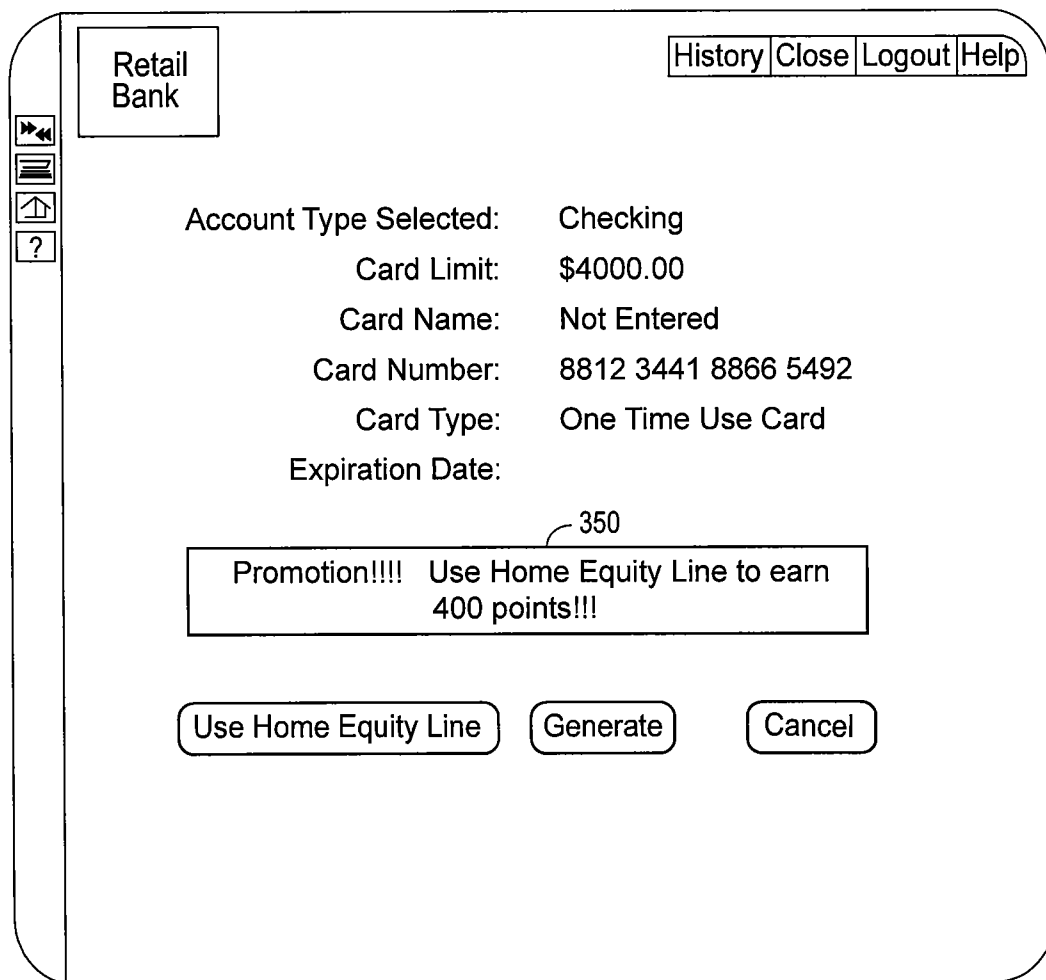 Retail
Bank
History Close Logout Help
?
Account Type Selected: Checking
Card Limit: $4000.00
Card Name: Not Entered
Card Number: 8812 3441 8866 5492
Card Type: One Time Use Card
Expiration Date:
350
Promotion!!!! Use Home Equity Line to earn
400 points!!!
Use Home Equity Line Generate Cancel